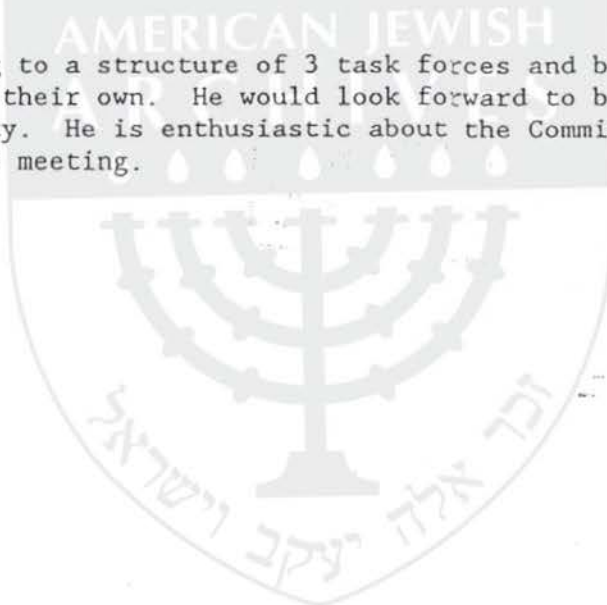 AMERICAN JEWISH
ARCHIVES
to a structure of 3 task forces and b
their own. He would look forward to b
y. He is enthusiastic about the Commi
meeting.
זכר אלה יעקב וישראל